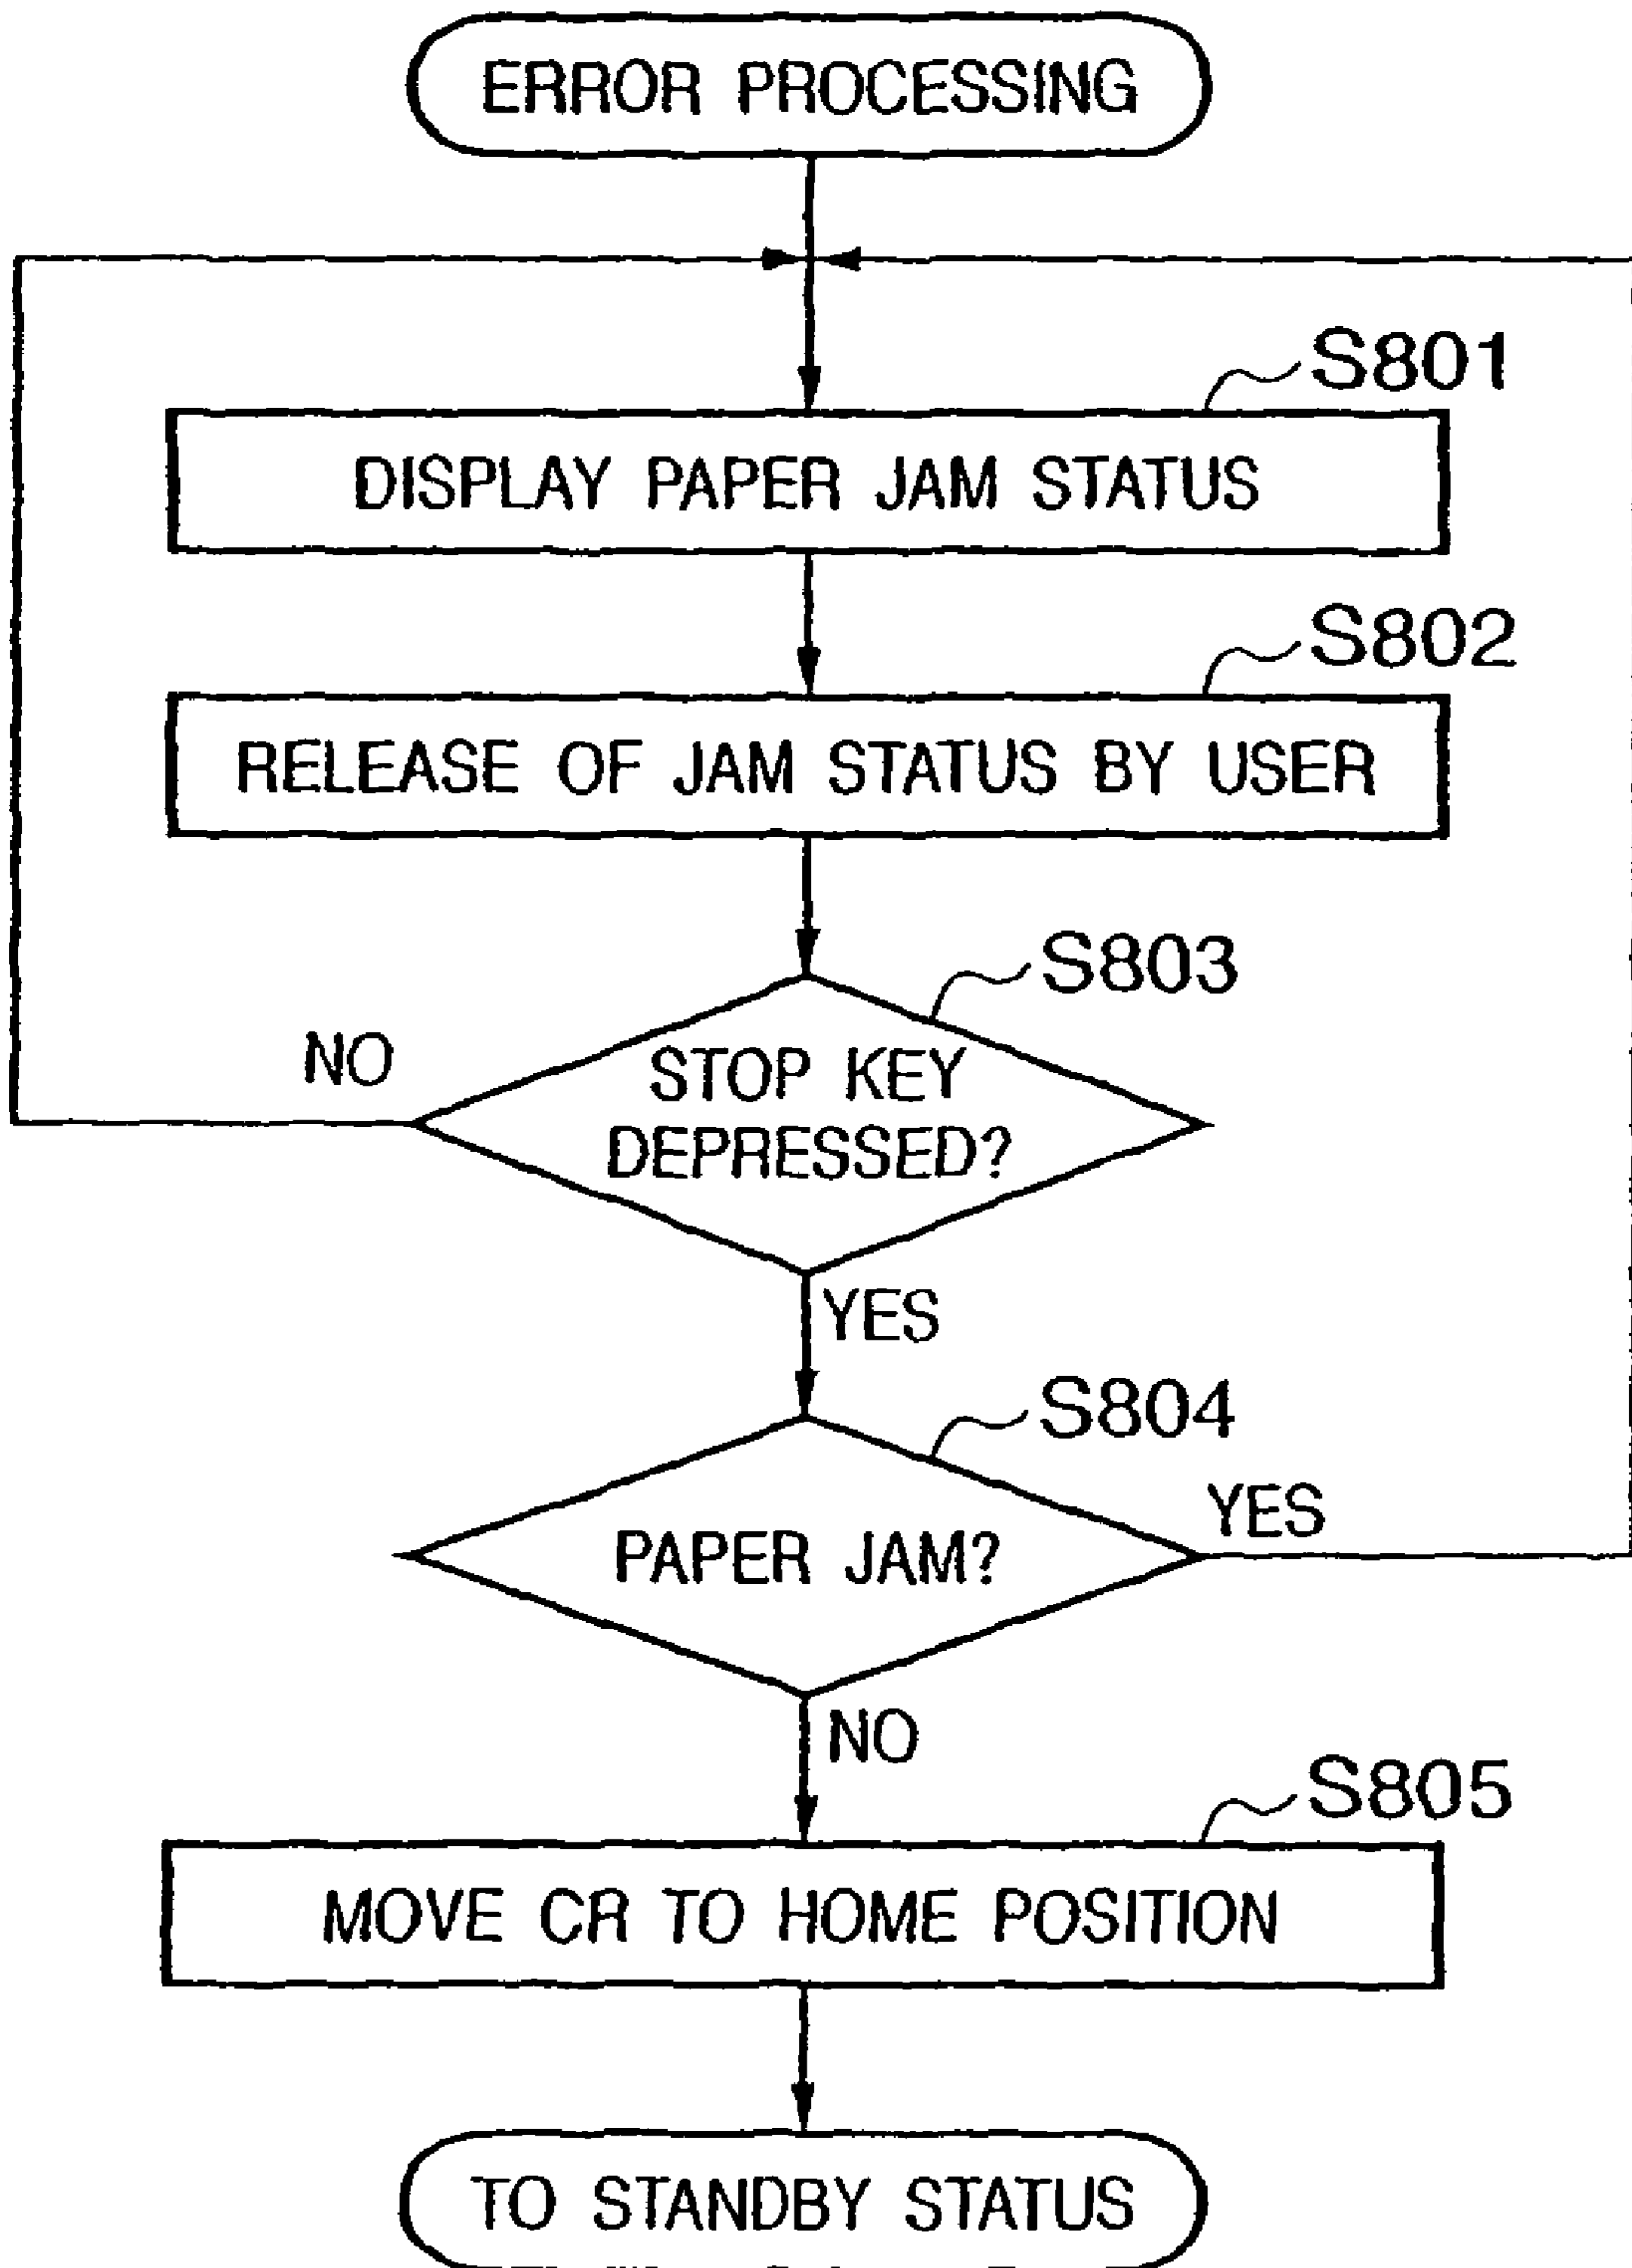 ERROR PROCESSING
S801
DISPLAY PAPER JAM STATUS
S802
RELEASE OF JAM STATUS BY USER
S803
NO
STOP KEY
DEPRESSED?
YES
S804
YES
PAPER JAM?
NO
S805
MOVE CR TO HOME POSITION
TO STANDBY STATUS